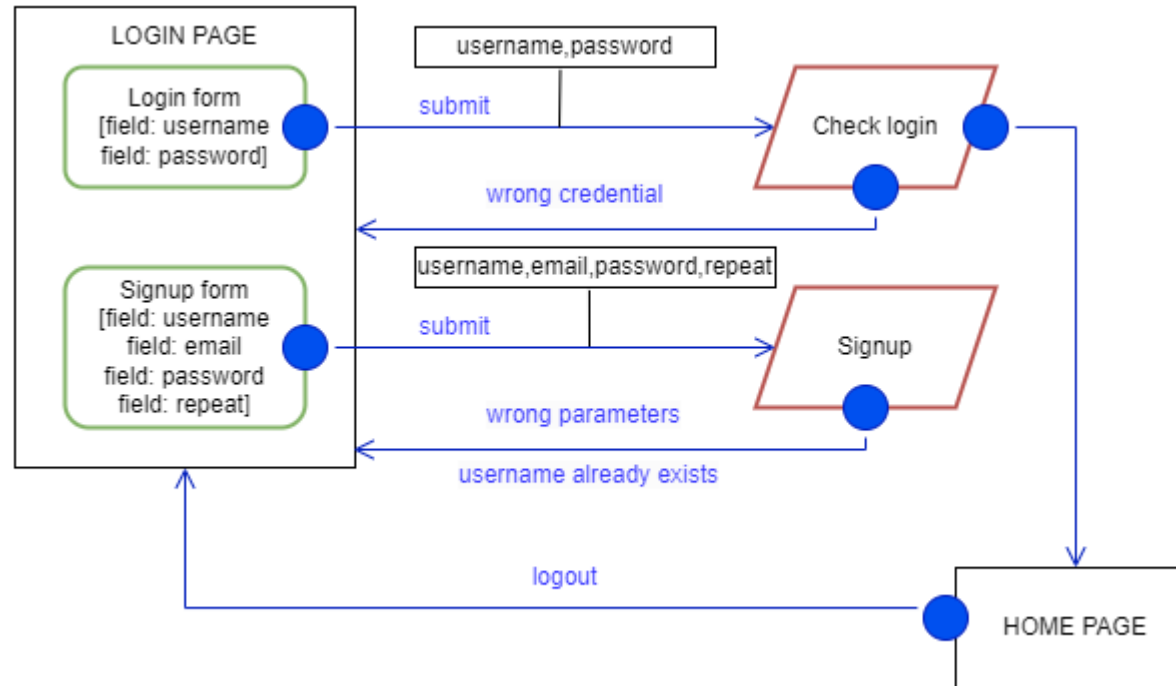 LOGIN PAGE
username,password
Login form
[field: username
field: password]
submit
Check login
wrong credential
username,email,password,repeat
Signup form
[field: username
field: email
field: password
field: repeat]
submit
Signup
wrong parameters
username already exists
logout
HOME PAGE